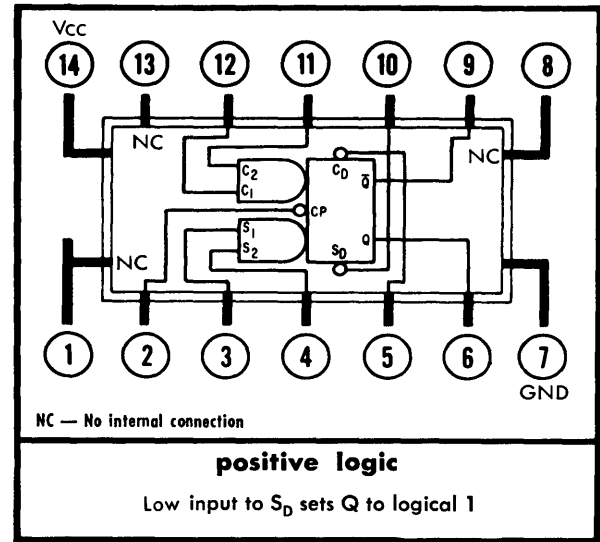 Vcc
14 13 12 11 10 9 8
NC
NC
C2
C1
CD
Q̅
CP
S1
S2
SD
Q
NC
1 2 3 4 5 6 7
GND
NC — No internal connection
positive logic
Low input to SD sets Q to logical 1